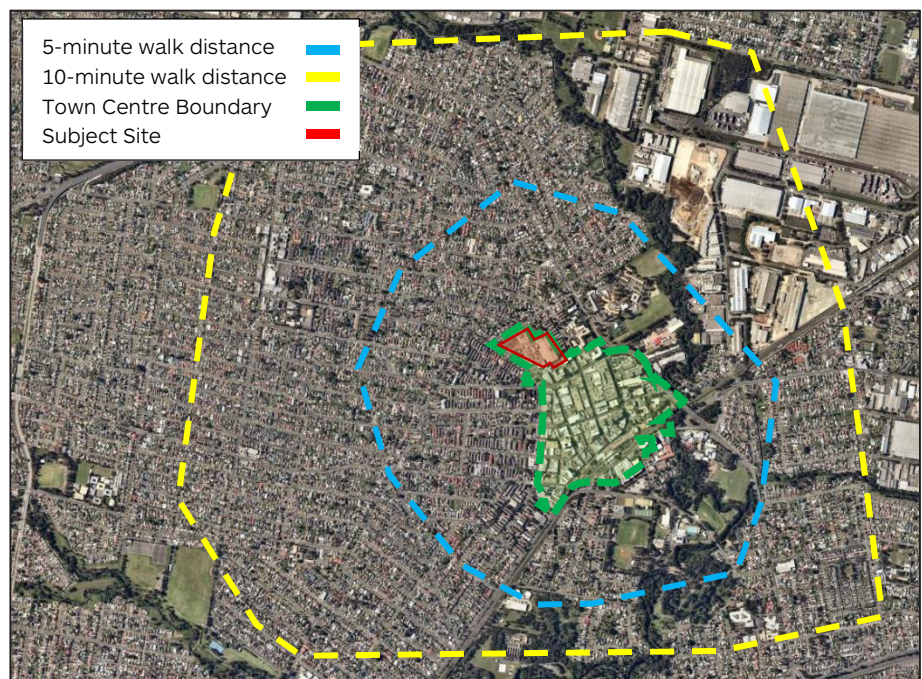 5-minute walk distance
10-minute walk distance
Town Centre Boundary
Subject Site